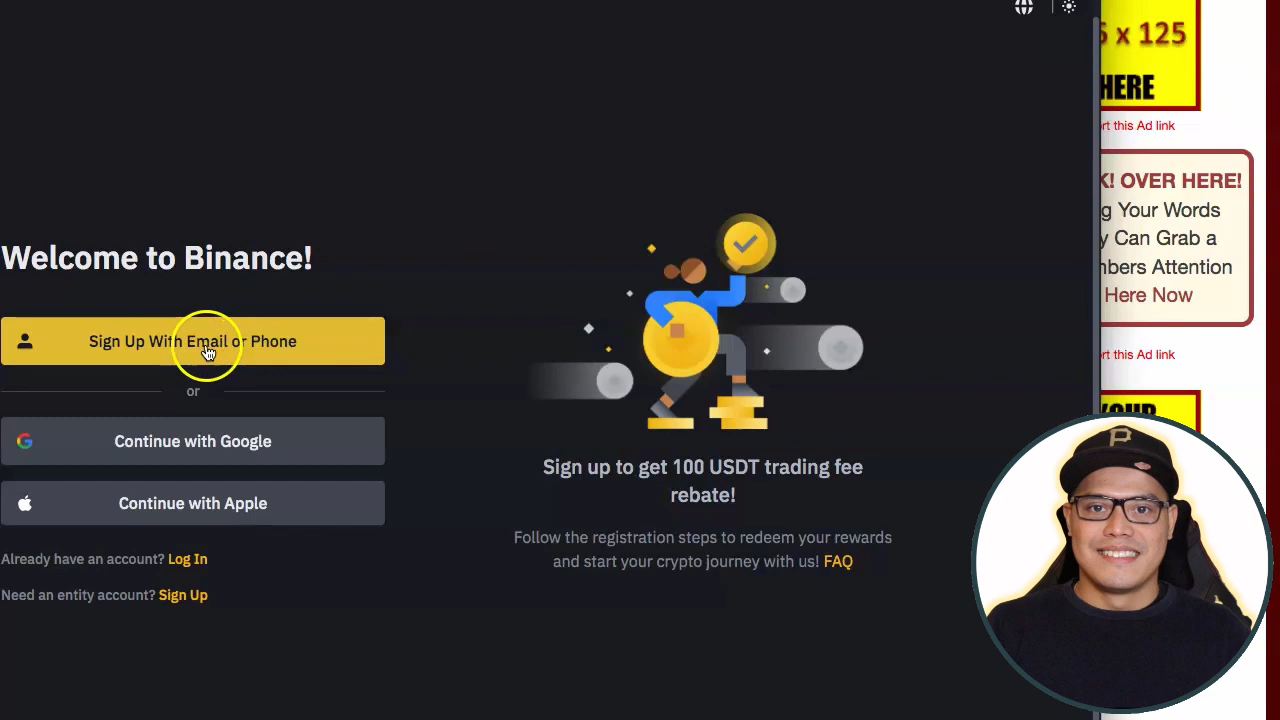 Welcome to Binance!
Sign Up With Email or Phone
or
Continue with Google
Continue with Apple
Already have an account? Log In
Need an entity account? Sign Up
Sign up to get 100 USDT trading fee
rebate!
Follow the registration steps to redeem your rewards
and start your crypto journey with us! FAQ
x 125
HERE
this Ad link
! OVER HERE!
Your Words
Can Grab a
Attention
Here Now
this Ad link
P